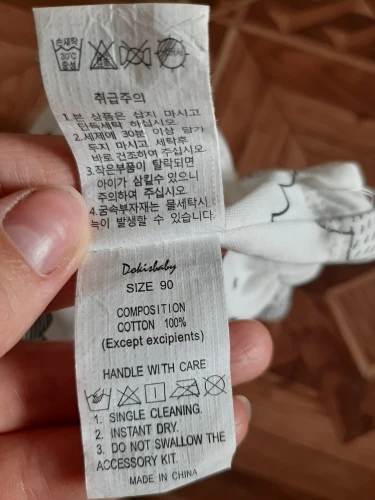 손세탁
30℃
중성
취급주의
1.본 상품은 삶지 마시고
단독세탁 하십시오.
2.세제에 30분 이상 담가
두지 마시고 세탁후
바로 건조하여 주십시오.
3.작은부품이 탈락되면
아이가 삼킬수 있으니
주의하여 주십시오
4.금속부자재는 물세탁시
녹이 발생할 수 있습니다.
Dokisbaby
SIZE 90
COMPOSITION
COTTON 100%
(Except excipients)
HANDLE WITH CARE
1. SINGLE CLEANING.
2. INSTANT DRY.
3. DO NOT SWALLOW THE
ACCESSORY KIT.
MADE IN CHINA